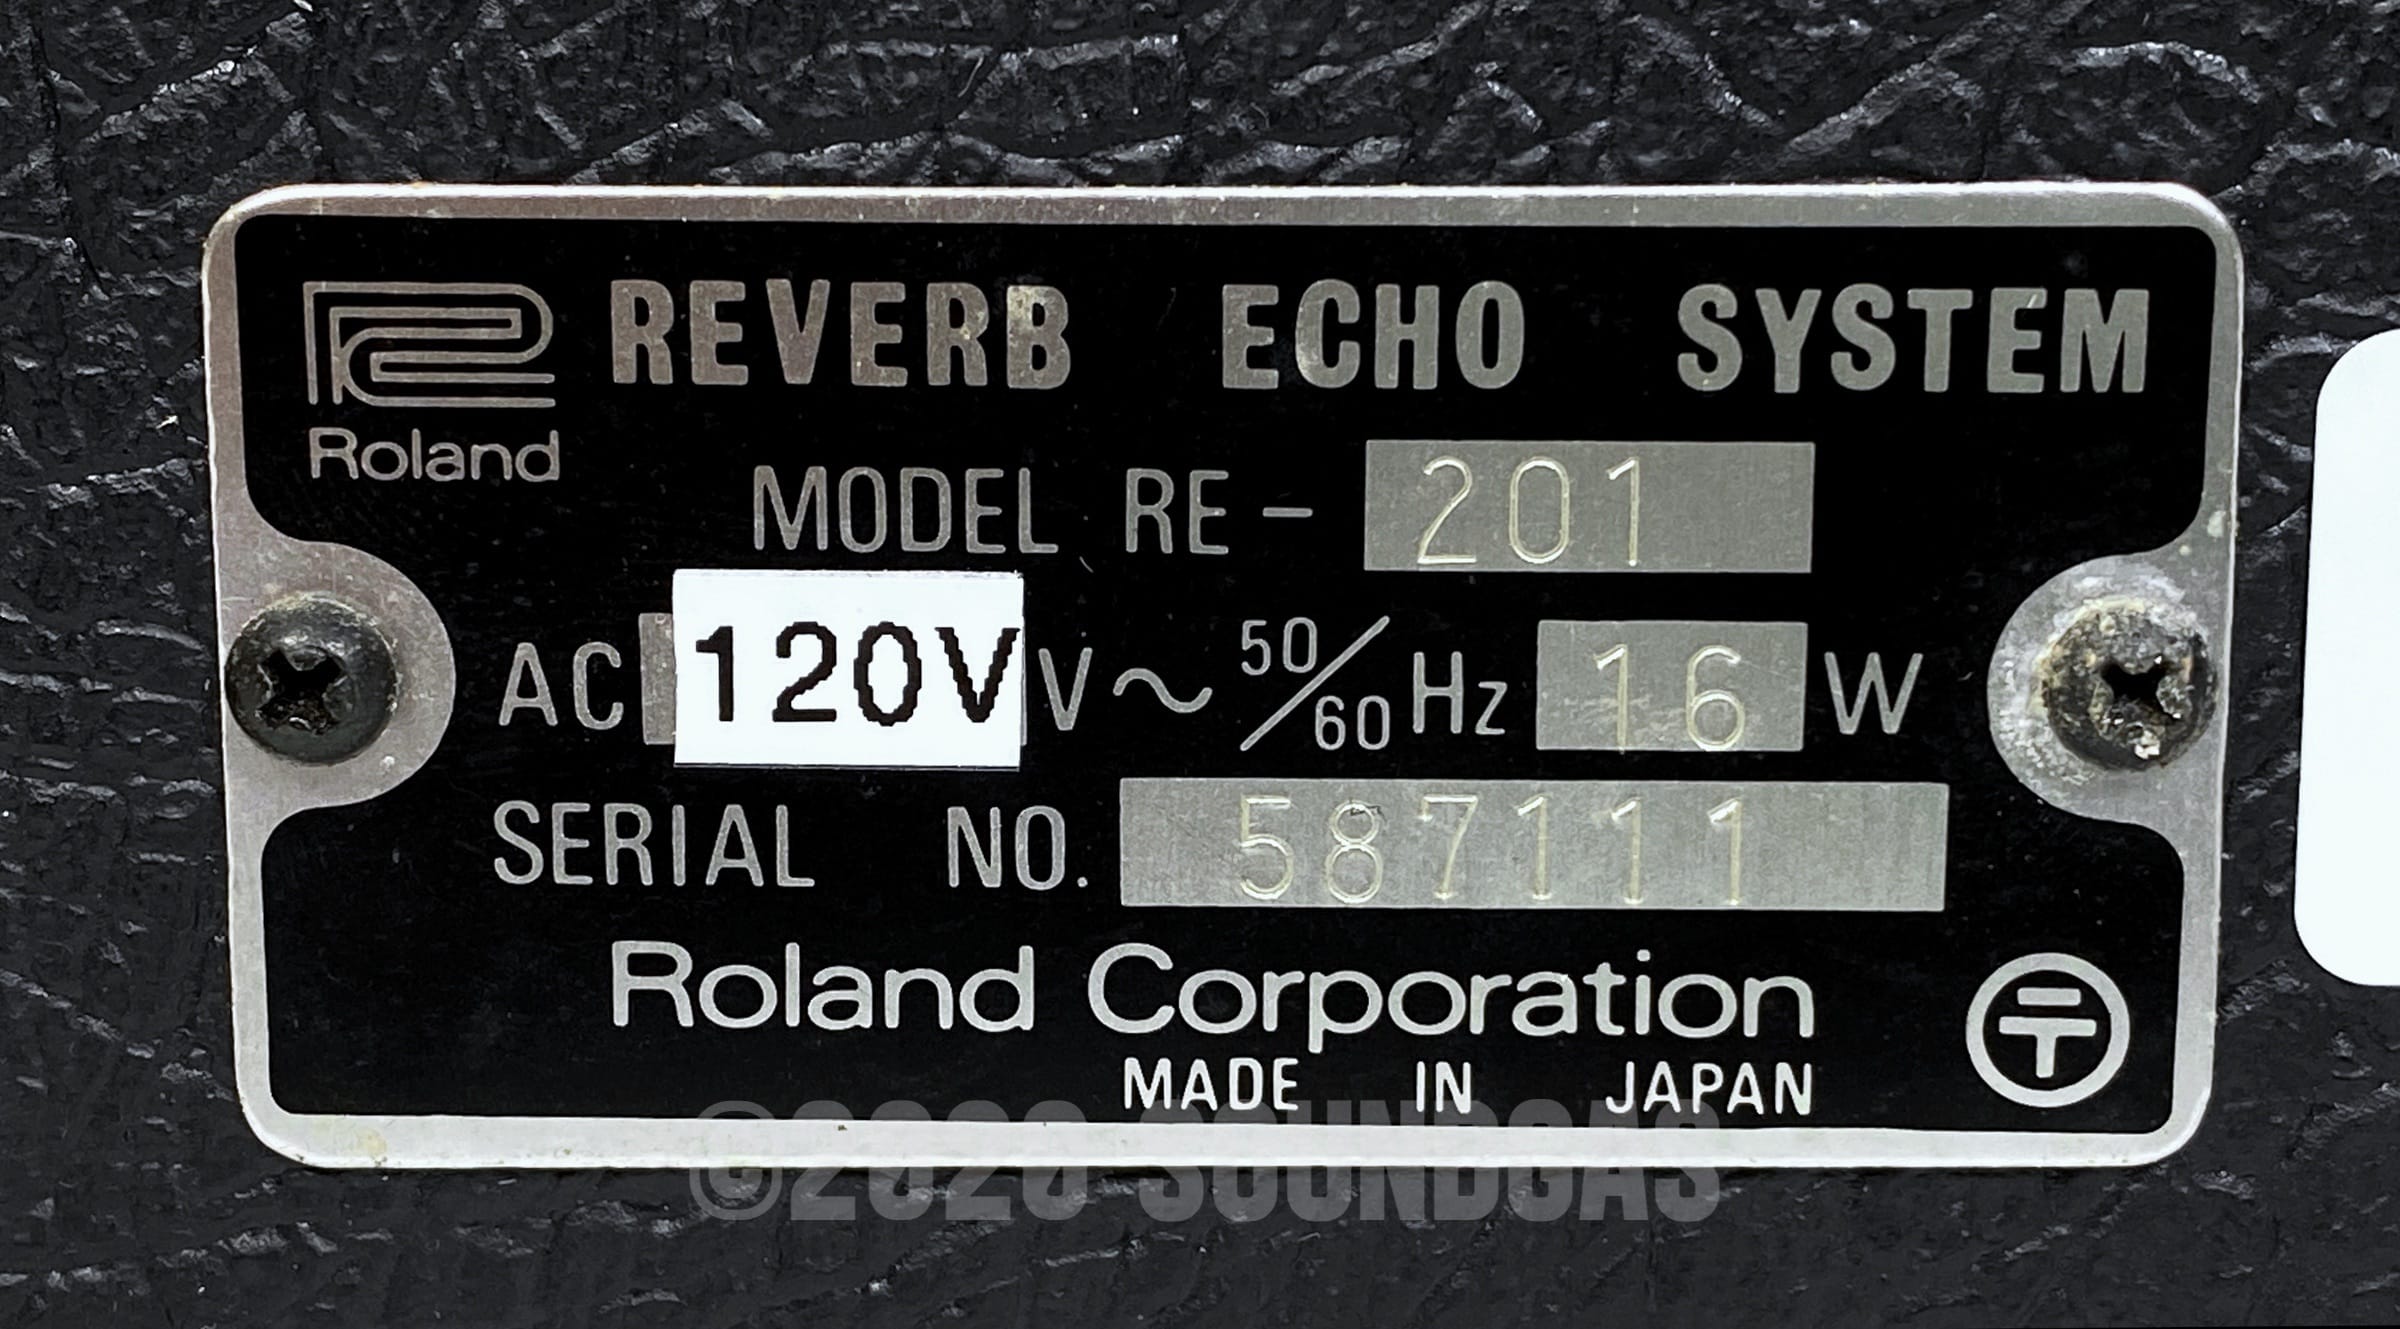 REVERB ECHO SYSTEM
Roland
MODEL RE-201
AC 120V V~ 50/60 Hz 16 W
SERIAL NO. 587111
Roland Corporation
MADE IN JAPAN
©2020 SOUNDGAS